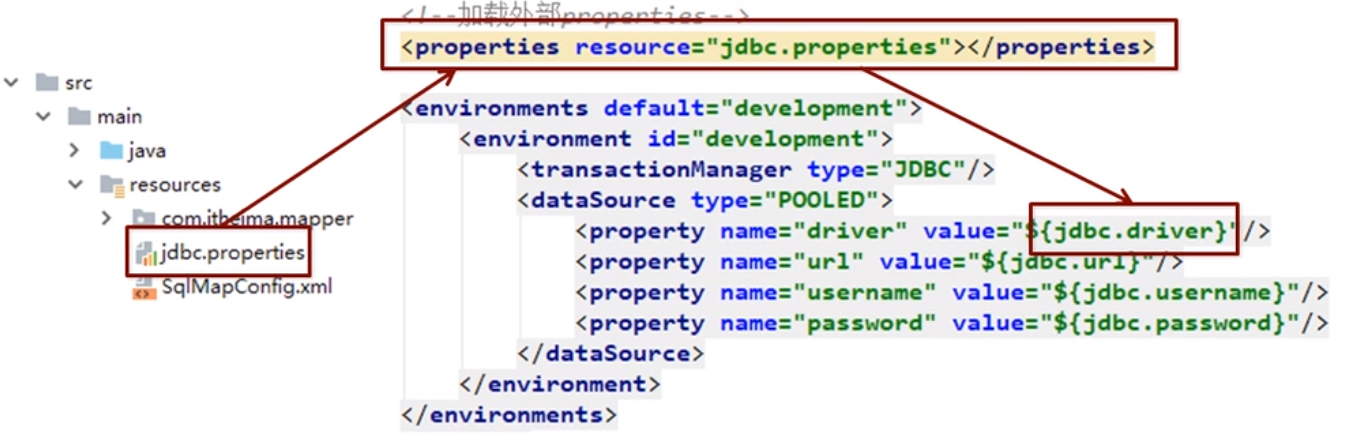 <!--加载外部properties-->
<properties resource="jdbc.properties"></properties>
src
main
java
resources
com.itheima.mapper
jdbc.properties
SqlMapConfig.xml
<environments default="development">
<environment id="development">
<transactionManager type="JDBC"/>
<dataSource type="POOLED">
<property name="driver" value="${jdbc.driver}"/>
<property name="url" value="${jdbc.url}"/>
<property name="username" value="${jdbc.username}"/>
<property name="password" value="${jdbc.password}"/>
</dataSource>
</environment>
</environments>